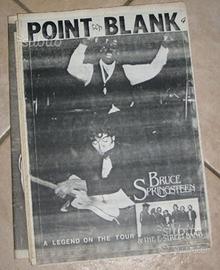 POINT BLANK
BRUCE
SPRINGSTEEN
& THE E-STREET BAND
A LEGEND ON THE TOUR